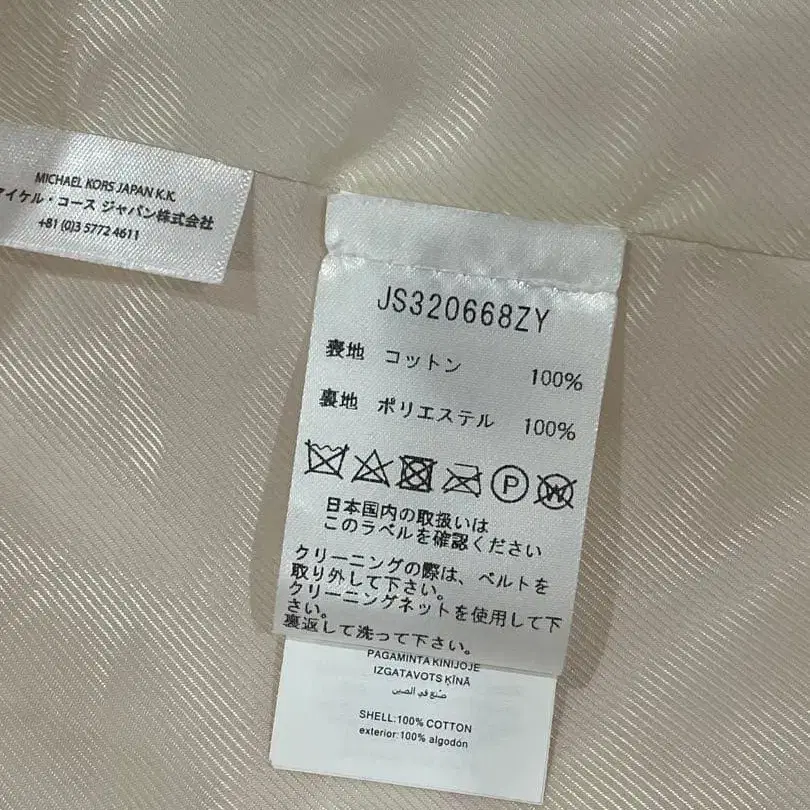 MICHAEL KORS JAPAN K.K.
マイケル・コース ジャパン株式会社
+81 (0)3 5772 4611
JS320668ZY
表地 コットン 100%
裏地 ポリエステル 100%
P
W
日本国内の取扱いは
このラベルを確認ください
クリーニングの際は、ベルトを
取り外して下さい。
クリーニングネットを使用して下
さい。
裏返して洗って下さい。
PAGAMINTA KINIJOJE
IZGATAVOTS ĶĪNĀ
صنع في الصين
SHELL:100% COTTON
exterior:100% algodón